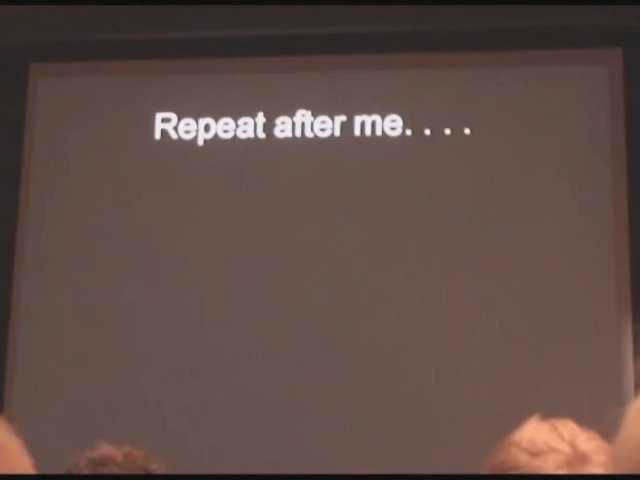 Repeat after me. . . .